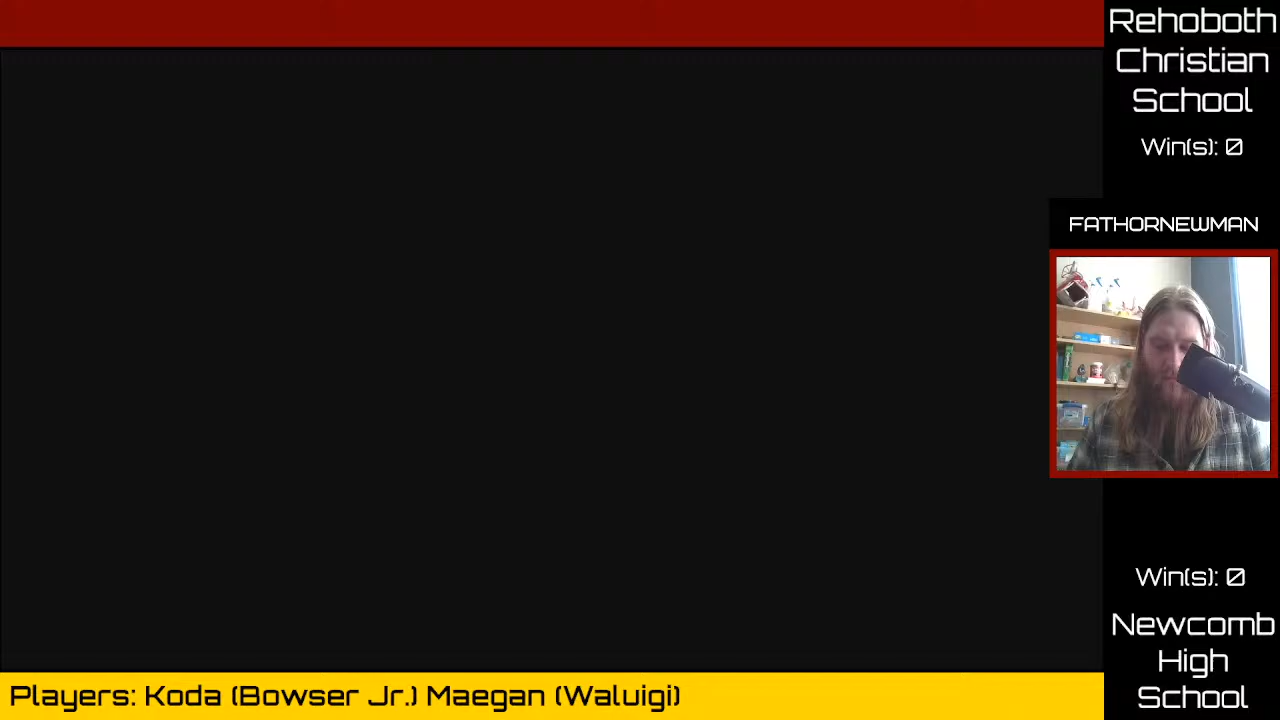 Rehoboth
Christian
School
Win(s): 0
FATHORNEWMAN
Win(s): 0
Newcomb
High
School
Players: Koda (Bowser Jr.) Maegan (Waluigi)